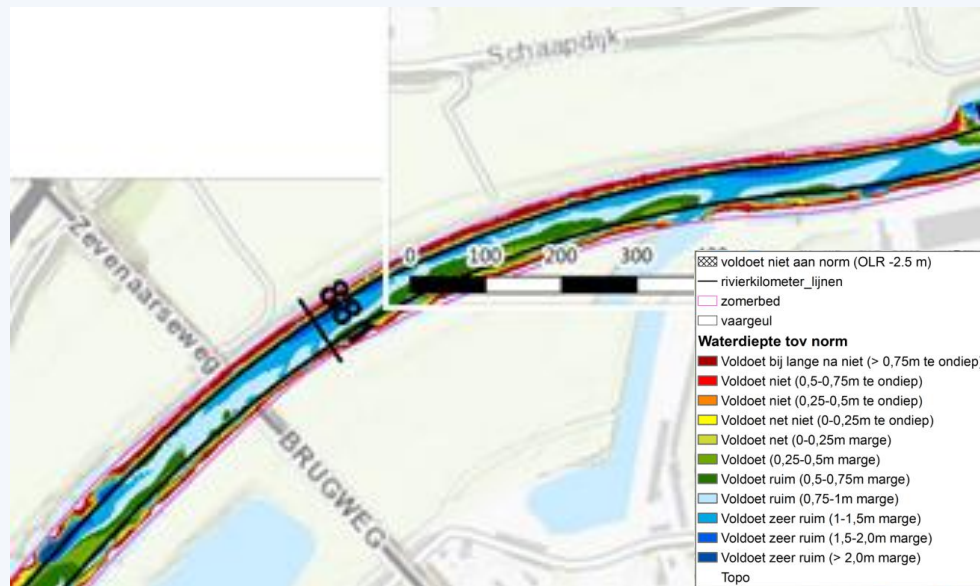 Schaapdijk
Zevenaarseweg
0 100 200 300
BRUGWEG
voldoet niet aan norm (OLR -2.5 m)
rivierkilometer_lijnen
zomerbed
vaargeul
Waterdiepte tov norm
Voldoet bij lange na niet (> 0,75m te ondiep)
Voldoet niet (0,5-0,75m te ondiep)
Voldoet niet (0,25-0,5m te ondiep)
Voldoet net niet (0-0,25m te ondiep)
Voldoet net (0-0,25m marge)
Voldoet (0,25-0,5m marge)
Voldoet ruim (0,5-0,75m marge)
Voldoet ruim (0,75-1m marge)
Voldoet zeer ruim (1-1,5m marge)
Voldoet zeer ruim (1,5-2,0m marge)
Voldoet zeer ruim (> 2,0m marge)
Topo